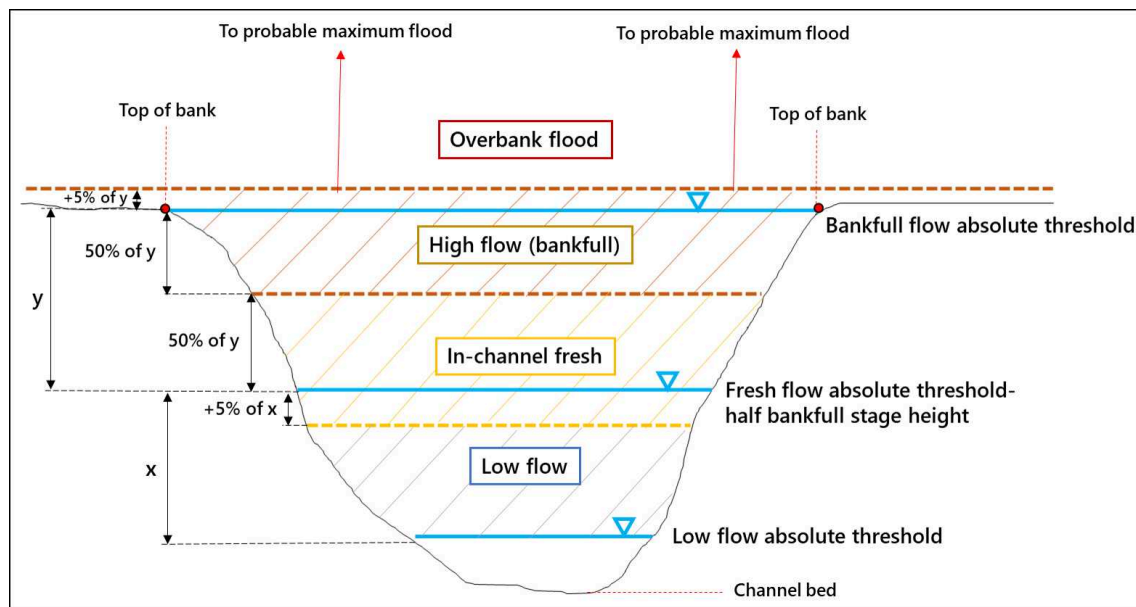 To probable maximum flood
To probable maximum flood
Top of bank
Top of bank
Overbank flood
+5% of y
High flow (bankfull)
Bankfull flow absolute threshold
50% of y
y
50% of y
In-channel fresh
Fresh flow absolute threshold-
half bankfull stage height
+5% of x
x
Low flow
Low flow absolute threshold
Channel bed